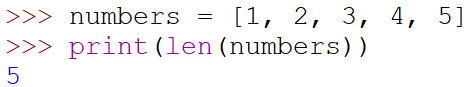 >>> numbers = [1, 2, 3, 4, 5]
>>> print(len(numbers))
5